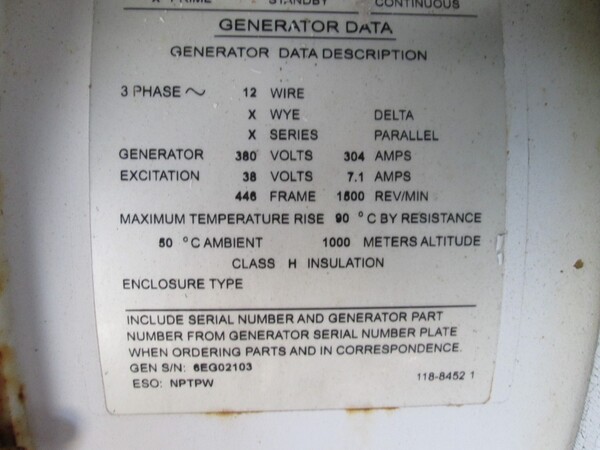 X PRIME STANDBY CONTINUOUS
GENERATOR DATA
GENERATOR DATA DESCRIPTION
3 PHASE ~ 12 WIRE
X WYE DELTA
X SERIES PARALLEL
GENERATOR 380 VOLTS 304 AMPS
EXCITATION 38 VOLTS 7.1 AMPS
446 FRAME 1500 REV/MIN
MAXIMUM TEMPERATURE RISE 90 °C BY RESISTANCE
50 °C AMBIENT 1000 METERS ALTITUDE
CLASS H INSULATION
ENCLOSURE TYPE
INCLUDE SERIAL NUMBER AND GENERATOR PART
NUMBER FROM GENERATOR SERIAL NUMBER PLATE
WHEN ORDERING PARTS AND IN CORRESPONDENCE.
GEN S/N: 6EG02103
ESO: NPTPW
118-8452 1